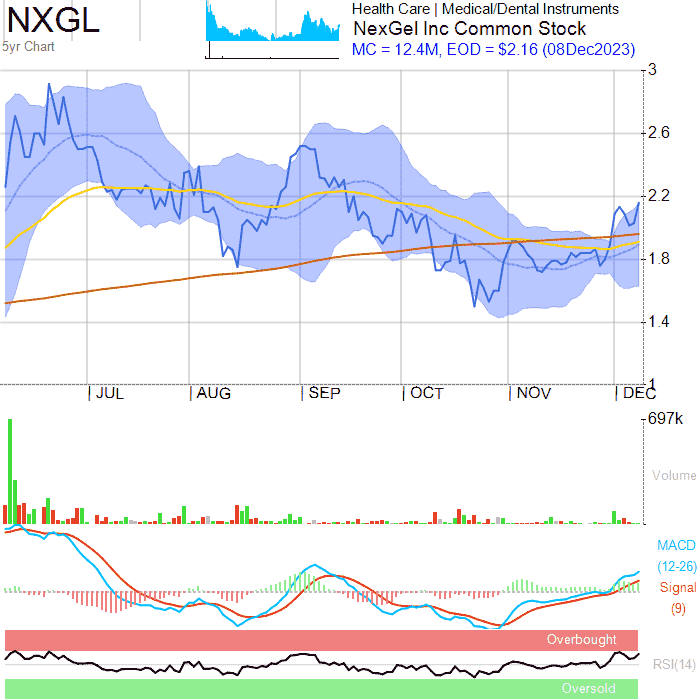 NXGL
5yr Chart
Health Care | Medical/Dental Instruments
NexGel Inc Common Stock
MC = 12.4M, EOD = $2.16 (08Dec2023)
3
2.6
2.2
1.8
1.4
1
JUL AUG SEP OCT NOV DEC
697k
Volume
MACD
(12-26)
Signal
(9)
Overbought
RSI(14)
Oversold